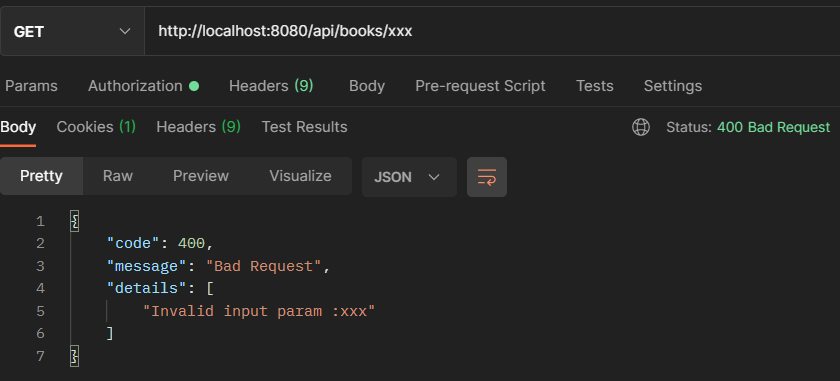 GET http://localhost:8080/api/books/xxx
Params Authorization Headers (9) Body Pre-request Script Tests Settings
Body Cookies (1) Headers (9) Test Results Status: 400 Bad Request
Pretty Raw Preview Visualize JSON
1 {
2 "code": 400,
3 "message": "Bad Request",
4 "details": [
5 "Invalid input param :xxx"
6 ]
7 }